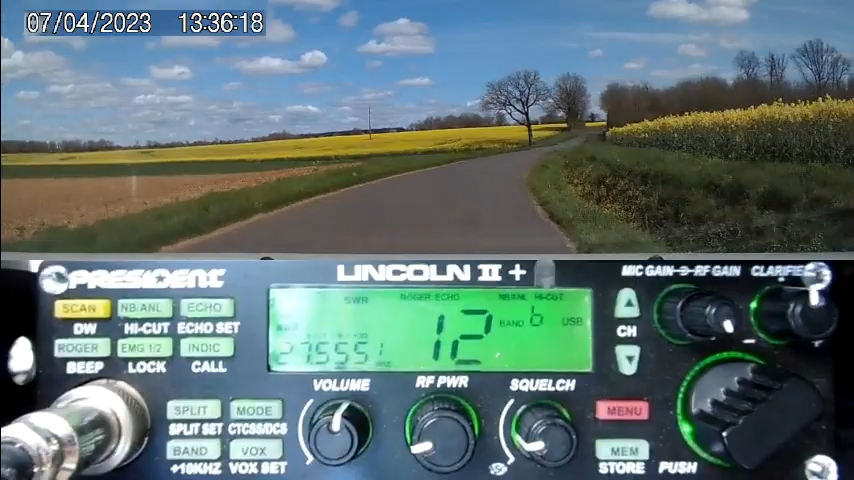 07/04/2023 13:36:18
PRESIDENT LINCOLN II + MIC GAIN RF GAIN CLARIFIER
SCAN NB/ANL ECHO
DW HI-CUT ECHO SET
ROGER EMG 1/2 INDIC
BEEP LOCK CALL
SWR ROGER ECHO NB/ANL HI-CUT
12 BAND b USB
27.5551
CH
SPLIT MODE
SPLIT SET CTCSS/DCS
BAND VOX
+10KHZ VOX SET
VOLUME RF PWR SQUELCH
MENU
MEM
STORE PUSH